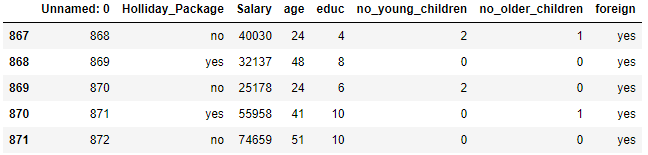 Unnamed: 0 Holliday_Package Salary age educ no_young_children no_older_children foreign
867 868 no 40030 24 4 2 1 yes
868 869 yes 32137 48 8 0 0 yes
869 870 no 25178 24 6 2 0 yes
870 871 yes 55958 41 10 0 1 yes
871 872 no 74659 51 10 0 0 yes